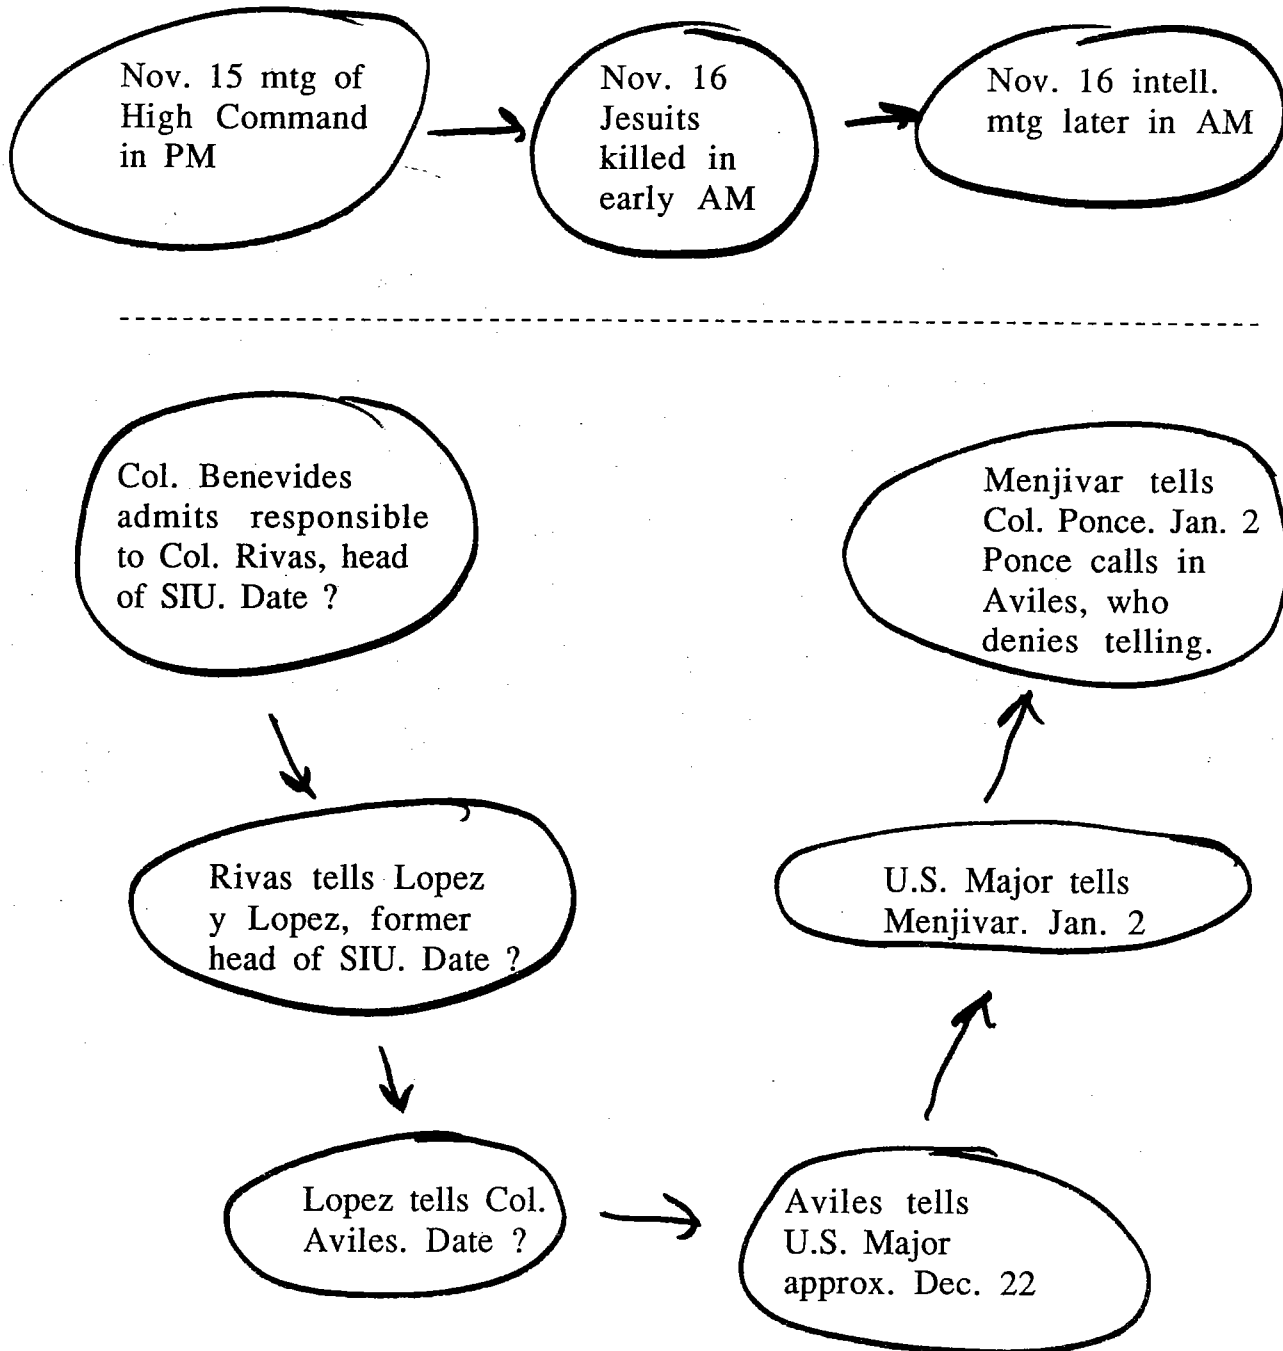 Nov. 15 mtg of
High Command
in PM
Nov. 16
Jesuits
killed in
early AM
Nov. 16 intell.
mtg later in AM
Col. Benevides
admits responsible
to Col. Rivas, head
of SIU. Date ?
Rivas tells Lopez
y Lopez, former
head of SIU. Date ?
Lopez tells Col.
Aviles. Date ?
Aviles tells
U.S. Major
approx. Dec. 22
U.S. Major tells
Menjivar. Jan. 2
Menjivar tells
Col. Ponce. Jan. 2
Ponce calls in
Aviles, who
denies telling.